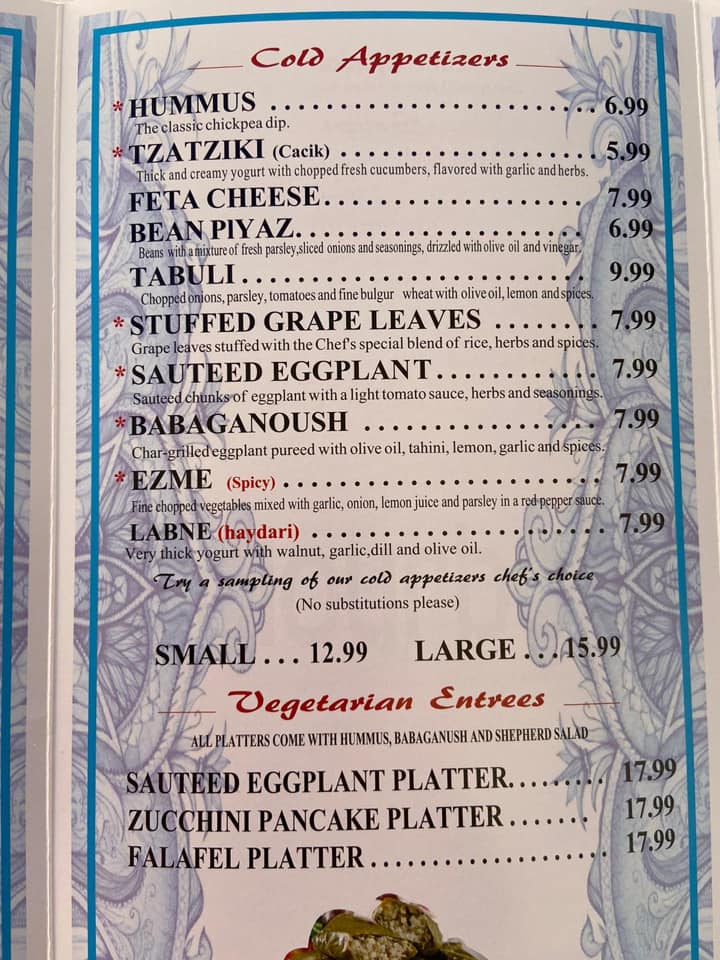 Cold Appetizers
*HUMMUS ........................ 6.99
The classic chickpea dip.
*TZATZIKI (Cacik) ................... 5.99
Thick and creamy yogurt with chopped fresh cucumbers, flavored with garlic and herbs.
FETA CHEESE................... 7.99
BEAN PIYAZ..................... 6.99
Beans with a mixture of fresh parsley,sliced onions and seasonings, drizzled with olive oil and vinegar.
TABULI......................... 9.99
Chopped onions, parsley, tomatoes and fine bulgur wheat with olive oil, lemon and spices.
*STUFFED GRAPE LEAVES ........ 7.99
Grape leaves stuffed with the Chef's special blend of rice, herbs and spices.
*SAUTEED EGGPLANT............ 7.99
Sauteed chunks of eggplant with a light tomato sauce, herbs and seasonings.
*BABAGANOUSH ................. 7.99
Char-grilled eggplant pureed with olive oil, tahini, lemon, garlic and spices.
*EZME (Spicy) ....................... 7.99
Fine chopped vegetables mixed with garlic, onion, lemon juice and parsley in a red pepper sauce.
LABNE (haydari) ..................... 7.99
Very thick yogurt with walnut, garlic,dill and olive oil.
Try a sampling of our cold appetizers chef's choice
(No substitutions please)
SMALL ... 12.99 LARGE ... 15.99
Vegetarian Entrees
ALL PLATTERS COME WITH HUMMUS, BABAGANUSH AND SHEPHERD SALAD
SAUTEED EGGPLANT PLATTER......... 17.99
ZUCCHINI PANCAKE PLATTER ....... 17.99
FALAFEL PLATTER ..................... 17.99